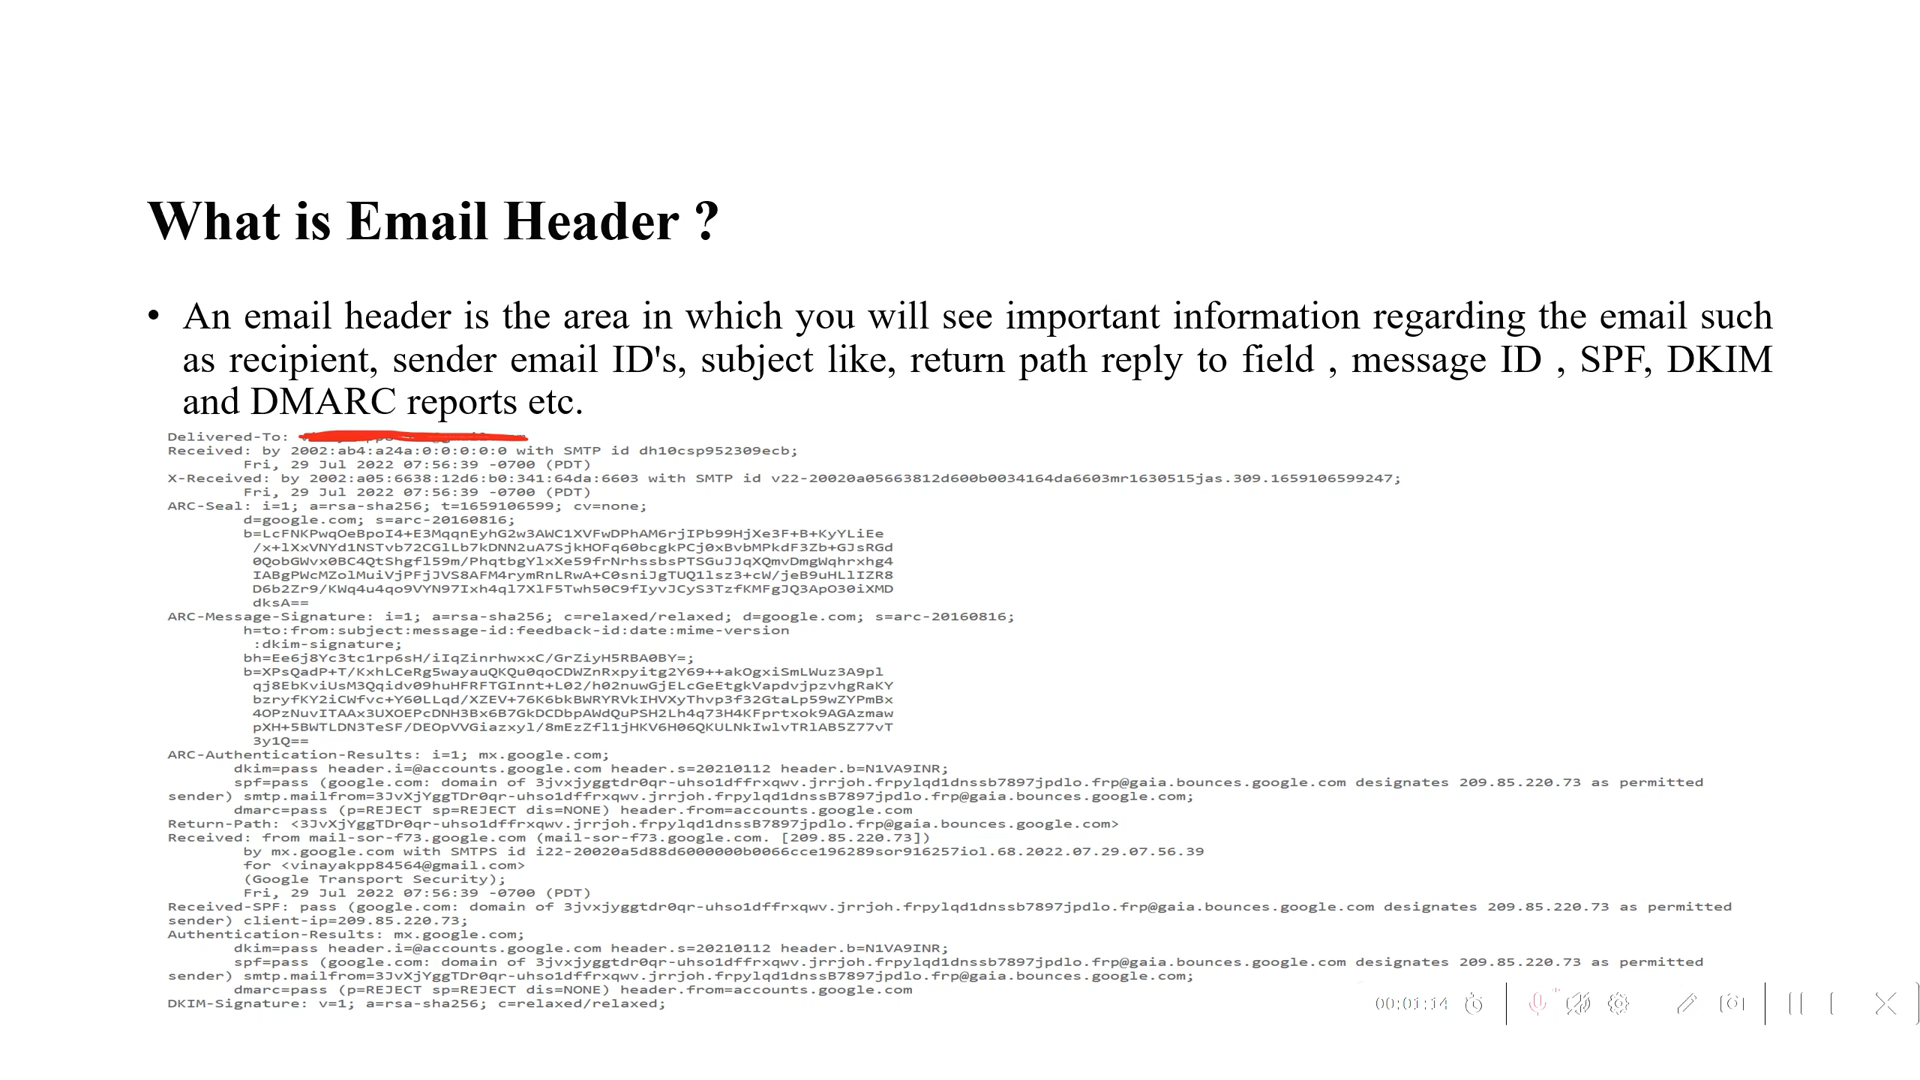 What is Email Header ?
• An email header is the area in which you will see important information regarding the email such
as recipient, sender email ID's, subject like, return path reply to field , message ID , SPF, DKIM
and DMARC reports etc.
Delivered-To:
Received: by 2002:ab4:a24a:0:0:0:0:0 with SMTP id dh10csp952309ecb;
Fri, 29 Jul 2022 07:56:39 -0700 (PDT)
X-Received: by 2002:a05:6638:12d6:b0:341:64da:6603 with SMTP id v22-20020a05663812d600b0034164da6603mr1630515jas.309.1659106599247;
Fri, 29 Jul 2022 07:56:39 -0700 (PDT)
ARC-Seal: i=1; a=rsa-sha256; t=1659106599; cv=none;
d=google.com; s=arc-20160816;
b=LcFNKPwqOeBpoI4+E3MqqnEyhG2w3AWC1XVFwDPhAM6rjIPb99HjXe3F+B+KyYLiEe
/x+lXxVNYd1NSTvb72CGlLb7kDNN2uA7SjkHOFq60bcgkPCj0xBvbMPkdF3Zb+GJsRGd
0QobGWvx0BC4QtShgfl59m/PhqtbgYlxXe59frNrhssbsPTSGuJJqXQmvDmgWqhrxhg4
IABgPWcMZolMuiVjPFjJVS8AFM4rymRnLRwA+C0sniJgTUQ1lsz3+cW/jeB9uHLlIZR8
D6b2Zr9/KWq4u4qo9VYN97Ixh4ql7XlF5Twh50C9fIyvJCyS3TzfKMFgJQ3ApO30iXMD
dksA==
ARC-Message-Signature: i=1; a=rsa-sha256; c=relaxed/relaxed; d=google.com; s=arc-20160816;
h=to:from:subject:message-id:feedback-id:date:mime-version
:dkim-signature;
bh=Ee6j8Yc3tc1rp6sH/iIqZinrhwxxC/GrZiyH5RBA0BY=;
b=XPsQadP+T/KxhLCeRg5wayauQKQu0qoCDWZnRxpyitg2Y69++akOgxiSmLWuz3A9pl
qj8EbKviUsM3Qqidv09huHFRFTGInnt+L02/h02nuwGjELcGeEtgkVapdvjpzvhgRaKY
bzryfKY2iCWfvc+Y60LLqd/XZEV+76K6bkBWRYRVkIHVXyThvp3f32GtaLp59wZYPmBx
4OPzNuvITAAx3UXOEPcDNH3Bx6B7GkDCDbpAWdQuPSH2Lh4q73H4KFprtxok9AGAzmaw
pXH+5BWTLDN3TeSF/DEOpVVGiazxyl/8mEzZfl1jHKV6H06QKULNkIwlvTRlAB5Z77vT
3y1Q==
ARC-Authentication-Results: i=1; mx.google.com;
dkim=pass header.i=@accounts.google.com header.s=20210112 header.b=N1VA9INR;
spf=pass (google.com: domain of 3jvxjyggtdr0qr-uhso1dffrxqwv.jrrjoh.frpylqd1dnssb7897jpdlo.frp@gaia.bounces.google.com designates 209.85.220.73 as permitted
sender) smtp.mailfrom=3JvXjYggTDr0qr-uhso1dffrxqwv.jrrjoh.frpylqd1dnssB7897jpdlo.frp@gaia.bounces.google.com;
dmarc=pass (p=REJECT sp=REJECT dis=NONE) header.from=accounts.google.com
Return-Path: <3JvXjYggTDr0qr-uhso1dffrxqwv.jrrjoh.frpylqd1dnssB7897jpdlo.frp@gaia.bounces.google.com>
Received: from mail-sor-f73.google.com (mail-sor-f73.google.com. [209.85.220.73])
by mx.google.com with SMTPS id i22-20020a5d88d6000000b0066cce196289sor916257iol.68.2022.07.29.07.56.39
for <vinayakpp84564@gmail.com>
(Google Transport Security);
Fri, 29 Jul 2022 07:56:39 -0700 (PDT)
Received-SPF: pass (google.com: domain of 3jvxjyggtdr0qr-uhso1dffrxqwv.jrrjoh.frpylqd1dnssb7897jpdlo.frp@gaia.bounces.google.com designates 209.85.220.73 as permitted
sender) client-ip=209.85.220.73;
Authentication-Results: mx.google.com;
dkim=pass header.i=@accounts.google.com header.s=20210112 header.b=N1VA9INR;
spf=pass (google.com: domain of 3jvxjyggtdr0qr-uhso1dffrxqwv.jrrjoh.frpylqd1dnssb7897jpdlo.frp@gaia.bounces.google.com designates 209.85.220.73 as permitted
sender) smtp.mailfrom=3JvXjYggTDr0qr-uhso1dffrxqwv.jrrjoh.frpylqd1dnssB7897jpdlo.frp@gaia.bounces.google.com;
dmarc=pass (p=REJECT sp=REJECT dis=NONE) header.from=accounts.google.com
DKIM-Signature: v=1; a=rsa-sha256; c=relaxed/relaxed;
00:01:14